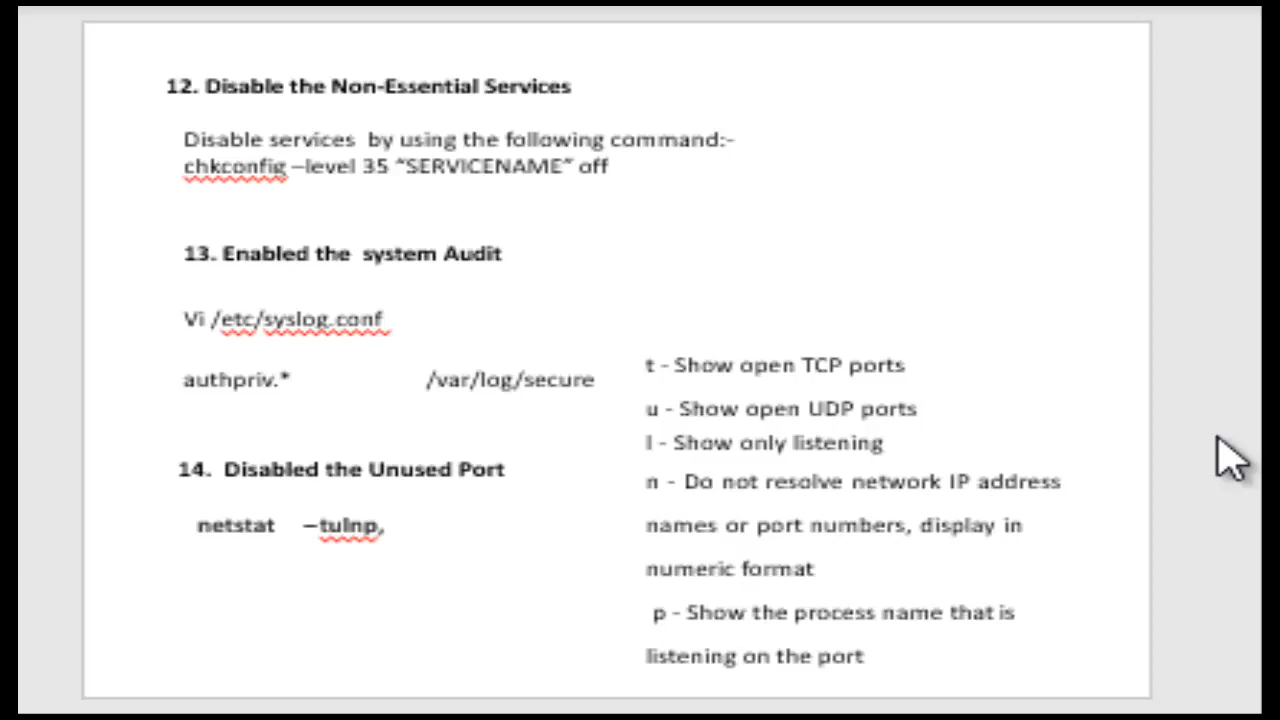 12. Disable the Non-Essential Services
Disable services by using the following command:-
chkconfig –level 35 “SERVICENAME” off
13. Enabled the system Audit
Vi /etc/syslog.conf
authpriv.* /var/log/secure
14. Disabled the Unused Port
netstat –tulnp,
t - Show open TCP ports
u - Show open UDP ports
l - Show only listening
n - Do not resolve network IP address
names or port numbers, display in
numeric format
p - Show the process name that is
listening on the port